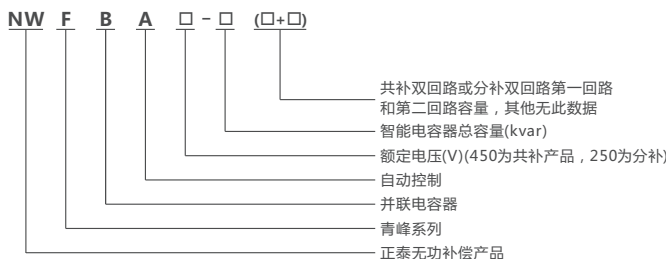 NW F B A □ - □ (□+□)
共补双回路或分补双回路第一回路
和第二回路容量，其他无此数据
智能电容器总容量(kvar)
额定电压(V)(450为共补产品，250为分补)
自动控制
并联电容器
青峰系列
正泰无功补偿产品